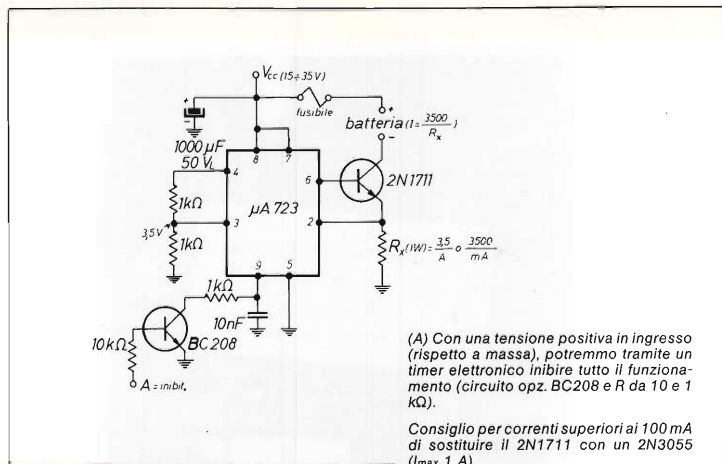 Vcc (15÷35V)
fusibile
+
-
+
batteria (I= 3500/Rx)
-
1000 µF
50 VL
8
7
4
6
2N1711
1kΩ
µA 723
3,5V
3
2
1kΩ
Rx (1W)= 3,5/A o 3500/mA
9
5
1kΩ
10nF
10kΩ
BC208
A = inibit.
(A) Con una tensione positiva in ingresso
(rispetto a massa), potremmo tramite un
timer elettronico inibire tutto il funziona-
mento (circuito opz. BC208 e R da 10 e 1
kΩ).
Consiglio per correnti superiori ai 100 mA
di sostituire il 2N1711 con un 2N3055
(Imax 1 A)